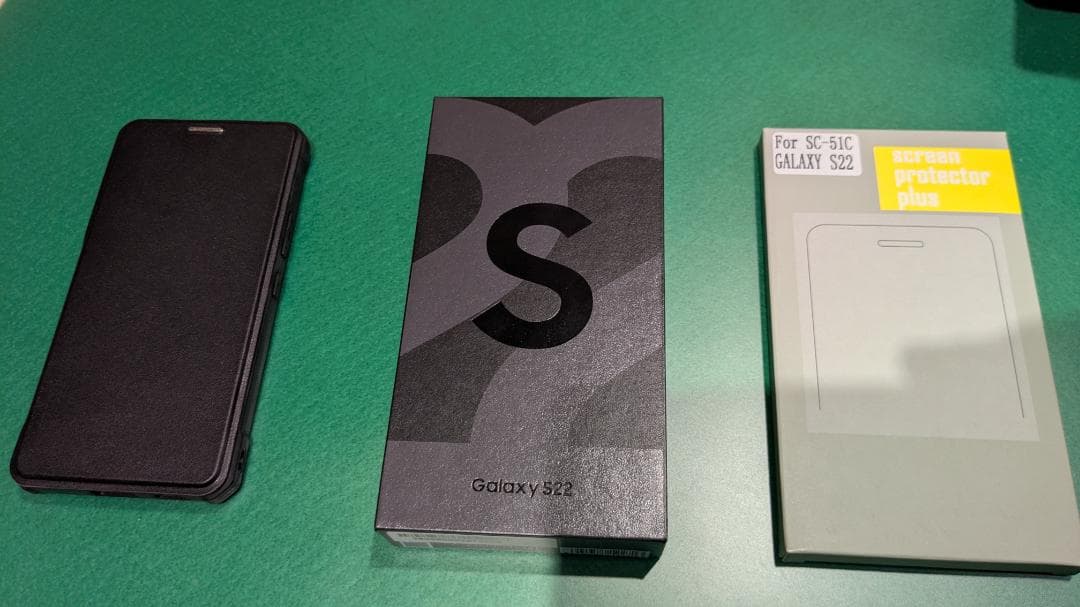 S
Galaxy S22
For SC-51C
GALAXY S22
screen
protector
plus